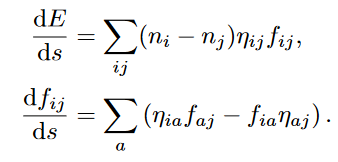 dE/ds = ∑_{ij} (n_i − n_j)η_{ij} f_{ij},
df_{ij}/ds = ∑_a (η_{ia} f_{aj} − f_{ia} η_{aj}) .